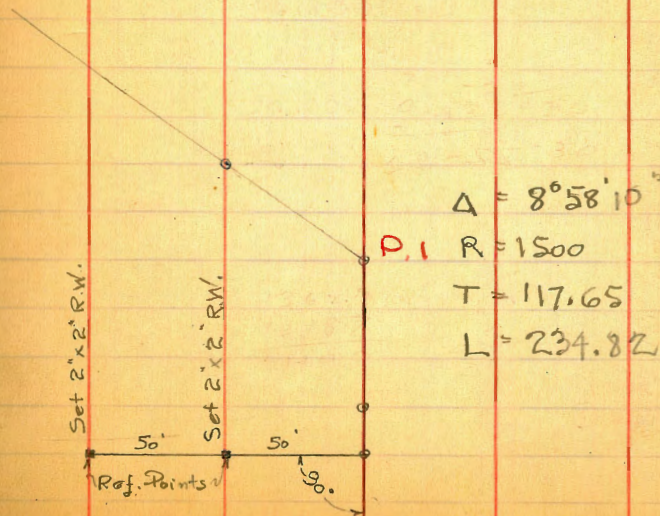 Δ = 8°58'10"
P.I
R = 1500
T = 117.65
L = 234.82
Set 2"x2" R.W.
Set 2"x2" R.W.
50'
50'
Ref. Points
90°